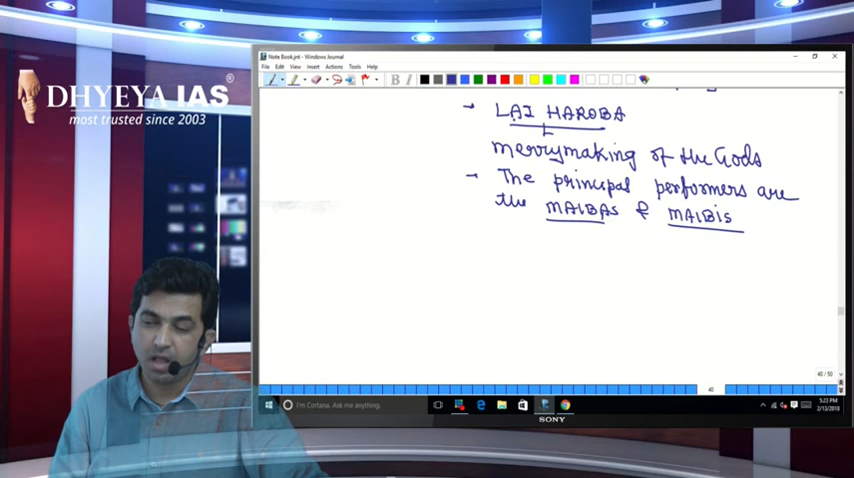 DHYEYA IAS®
most trusted since 2003
Note Book.jnt - Windows Journal
File Edit View Insert Actions Tools Help
B I
→ LAI HAROBA
merrymaking of the Gods
→ The principal performers are
the MAIBAS & MAIBIS
40 / 50
40
I'm Cortana. Ask me anything.
5:23 PM
2/13/2018
SONY